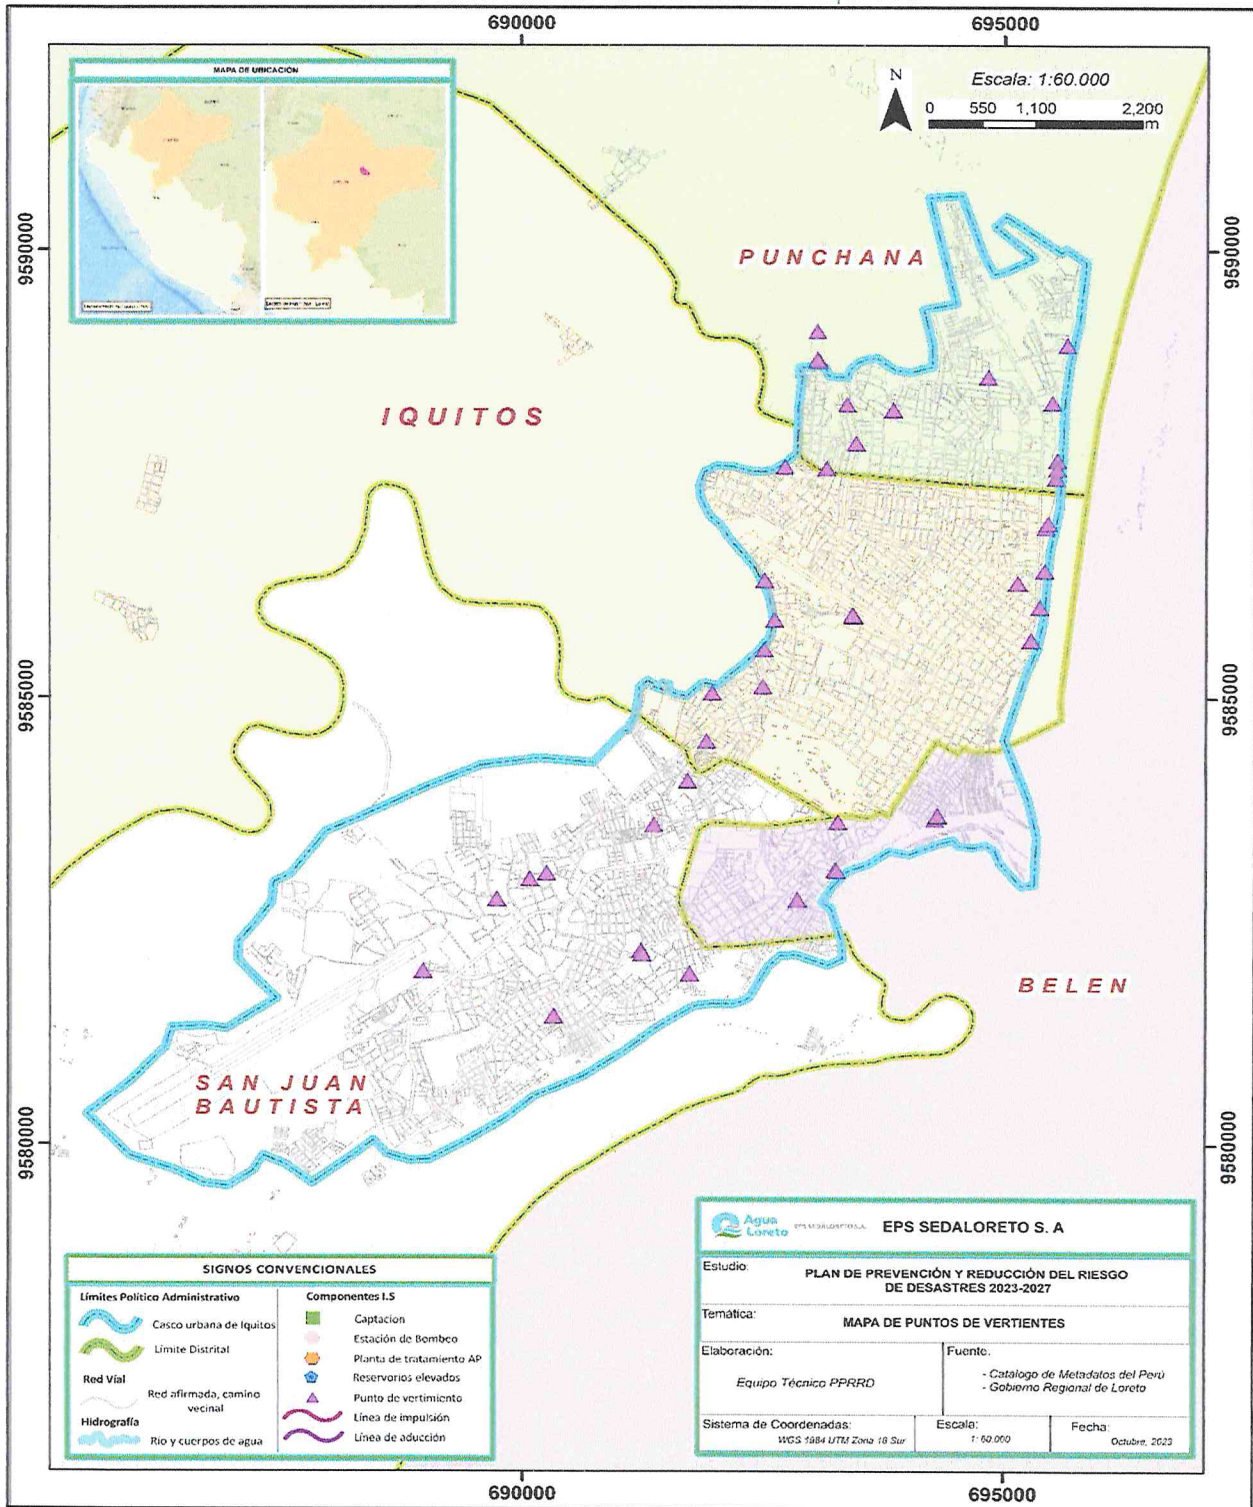 690000
695000
MAPA DE UBICACIÓN
N
Escala: 1:60.000
0 550 1,100 2,200
m
9590000
9590000
PUNCHANA
IQUITOS
9585000
9585000
BELEN
SAN JUAN
BAUTISTA
9580000
9580000
SIGNOS CONVENCIONALES
Límites Político Administrativo
Casco urbana de Iquitos
Límite Distrital
Red Vial
Red afirmada, camino
vecinal
Hidrografía
Rio y cuerpos de agua
Componentes I.S
Captacion
Estación de Bombeo
Planta de tratamiento AP
Reservorios elevados
Punto de vertimiento
Línea de impulsión
Línea de aducción
Agua
Loreto
EPS SEDALORETO S. A
Estudio:
PLAN DE PREVENCIÓN Y REDUCCIÓN DEL RIESGO
DE DESASTRES 2023-2027
Temática:
MAPA DE PUNTOS DE VERTIENTES
Elaboración:
Equipo Técnico PPRRD
Fuente:
- Catálogo de Metadatos del Perú
- Gobierno Regional de Loreto
Sistema de Coordenadas:
WGS 1984 UTM Zona 18 Sur
Escala:
1: 60.000
Fecha:
Octubre, 2023
690000
695000